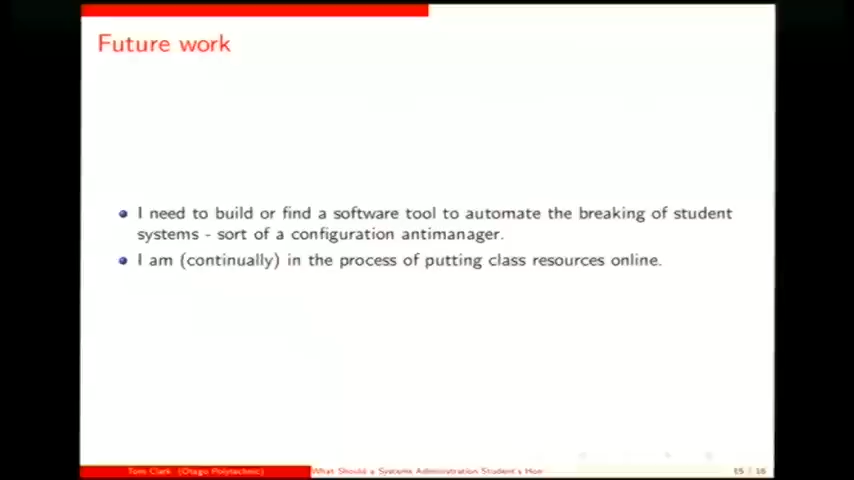 Future work
I need to build or find a software tool to automate the breaking of student
systems - sort of a configuration antimanager.
I am (continually) in the process of putting class resources online.
Tom Clark (Otago Polytechnic)
What Should a Systems Administration Student's Hom
15 / 16